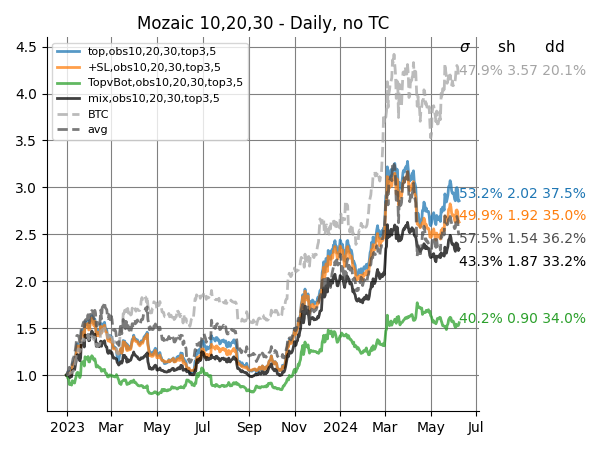 Mozaic 10,20,30 - Daily, no TC
σ sh dd
top,obs10,20,30,top3,5
+SL,obs10,20,30,top3,5
TopvBot,obs10,20,30,top3,5
mix,obs10,20,30,top3,5
BTC
avg
47.9% 3.57 20.1%
53.2% 2.02 37.5%
49.9% 1.92 35.0%
57.5% 1.54 36.2%
43.3% 1.87 33.2%
40.2% 0.90 34.0%
4.5
4.0
3.5
3.0
2.5
2.0
1.5
1.0
2023 Mar May Jul Sep Nov 2024 Mar May Jul